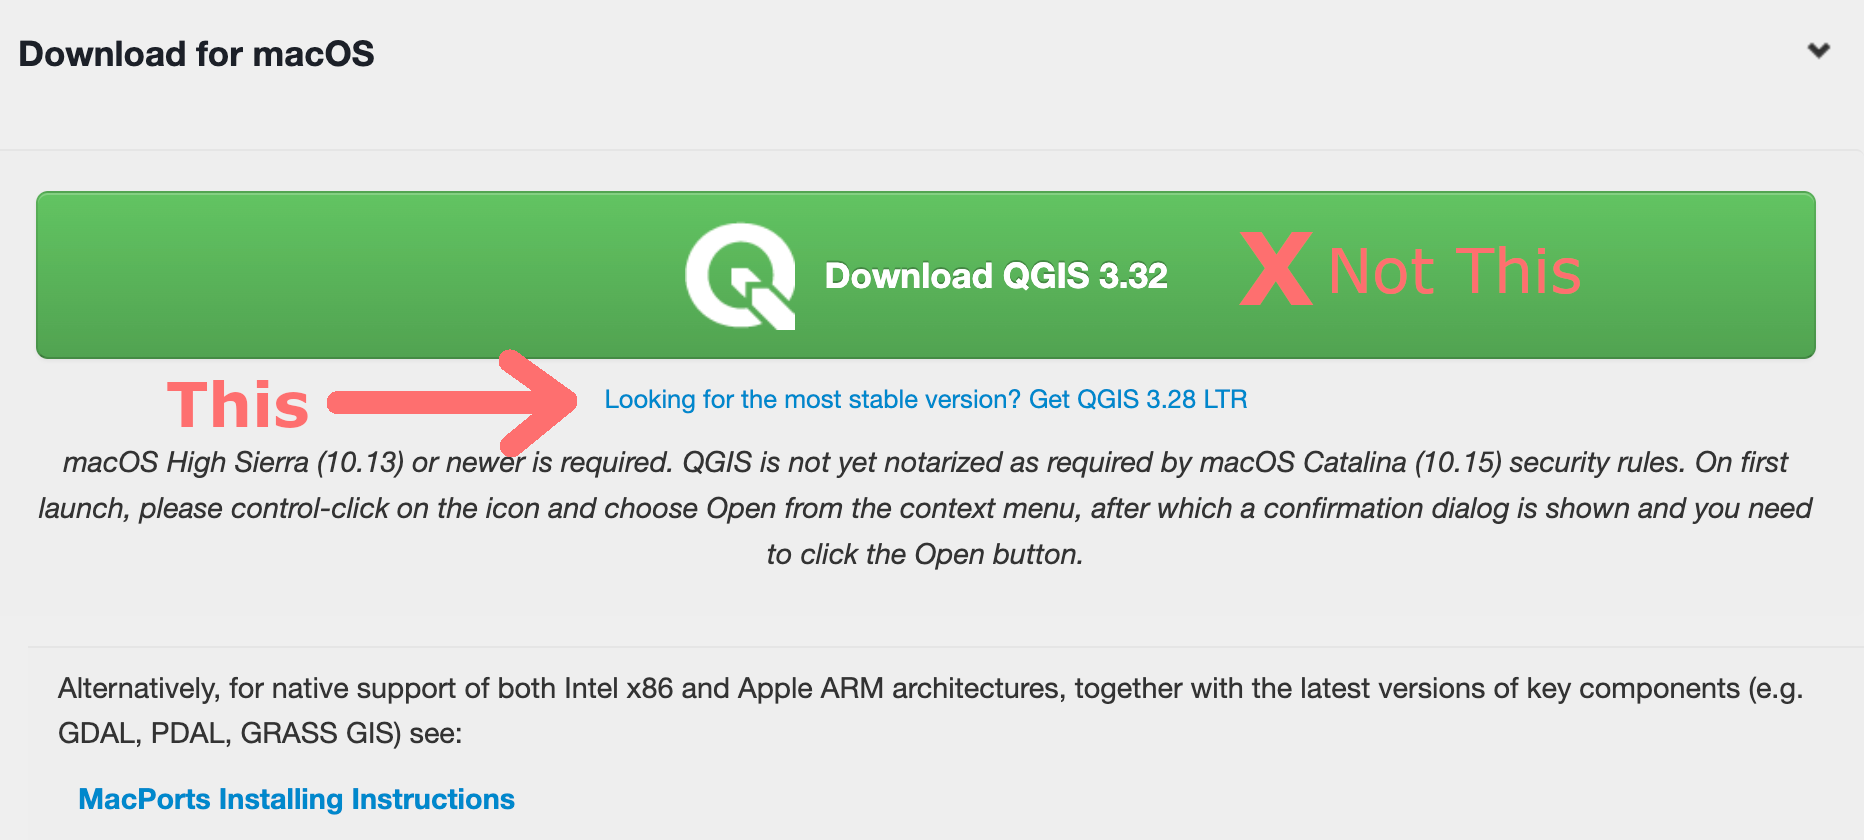 Download for macOS
Download QGIS 3.32
X Not This
This
Looking for the most stable version? Get QGIS 3.28 LTR
macOS High Sierra (10.13) or newer is required. QGIS is not yet notarized as required by macOS Catalina (10.15) security rules. On first
launch, please control-click on the icon and choose Open from the context menu, after which a confirmation dialog is shown and you need
to click the Open button.
Alternatively, for native support of both Intel x86 and Apple ARM architectures, together with the latest versions of key components (e.g.
GDAL, PDAL, GRASS GIS) see:
MacPorts Installing Instructions